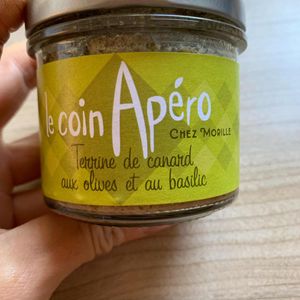 le coin Apéro
CHEZ MORILLE
Terrine de canard
aux olives et au basilic